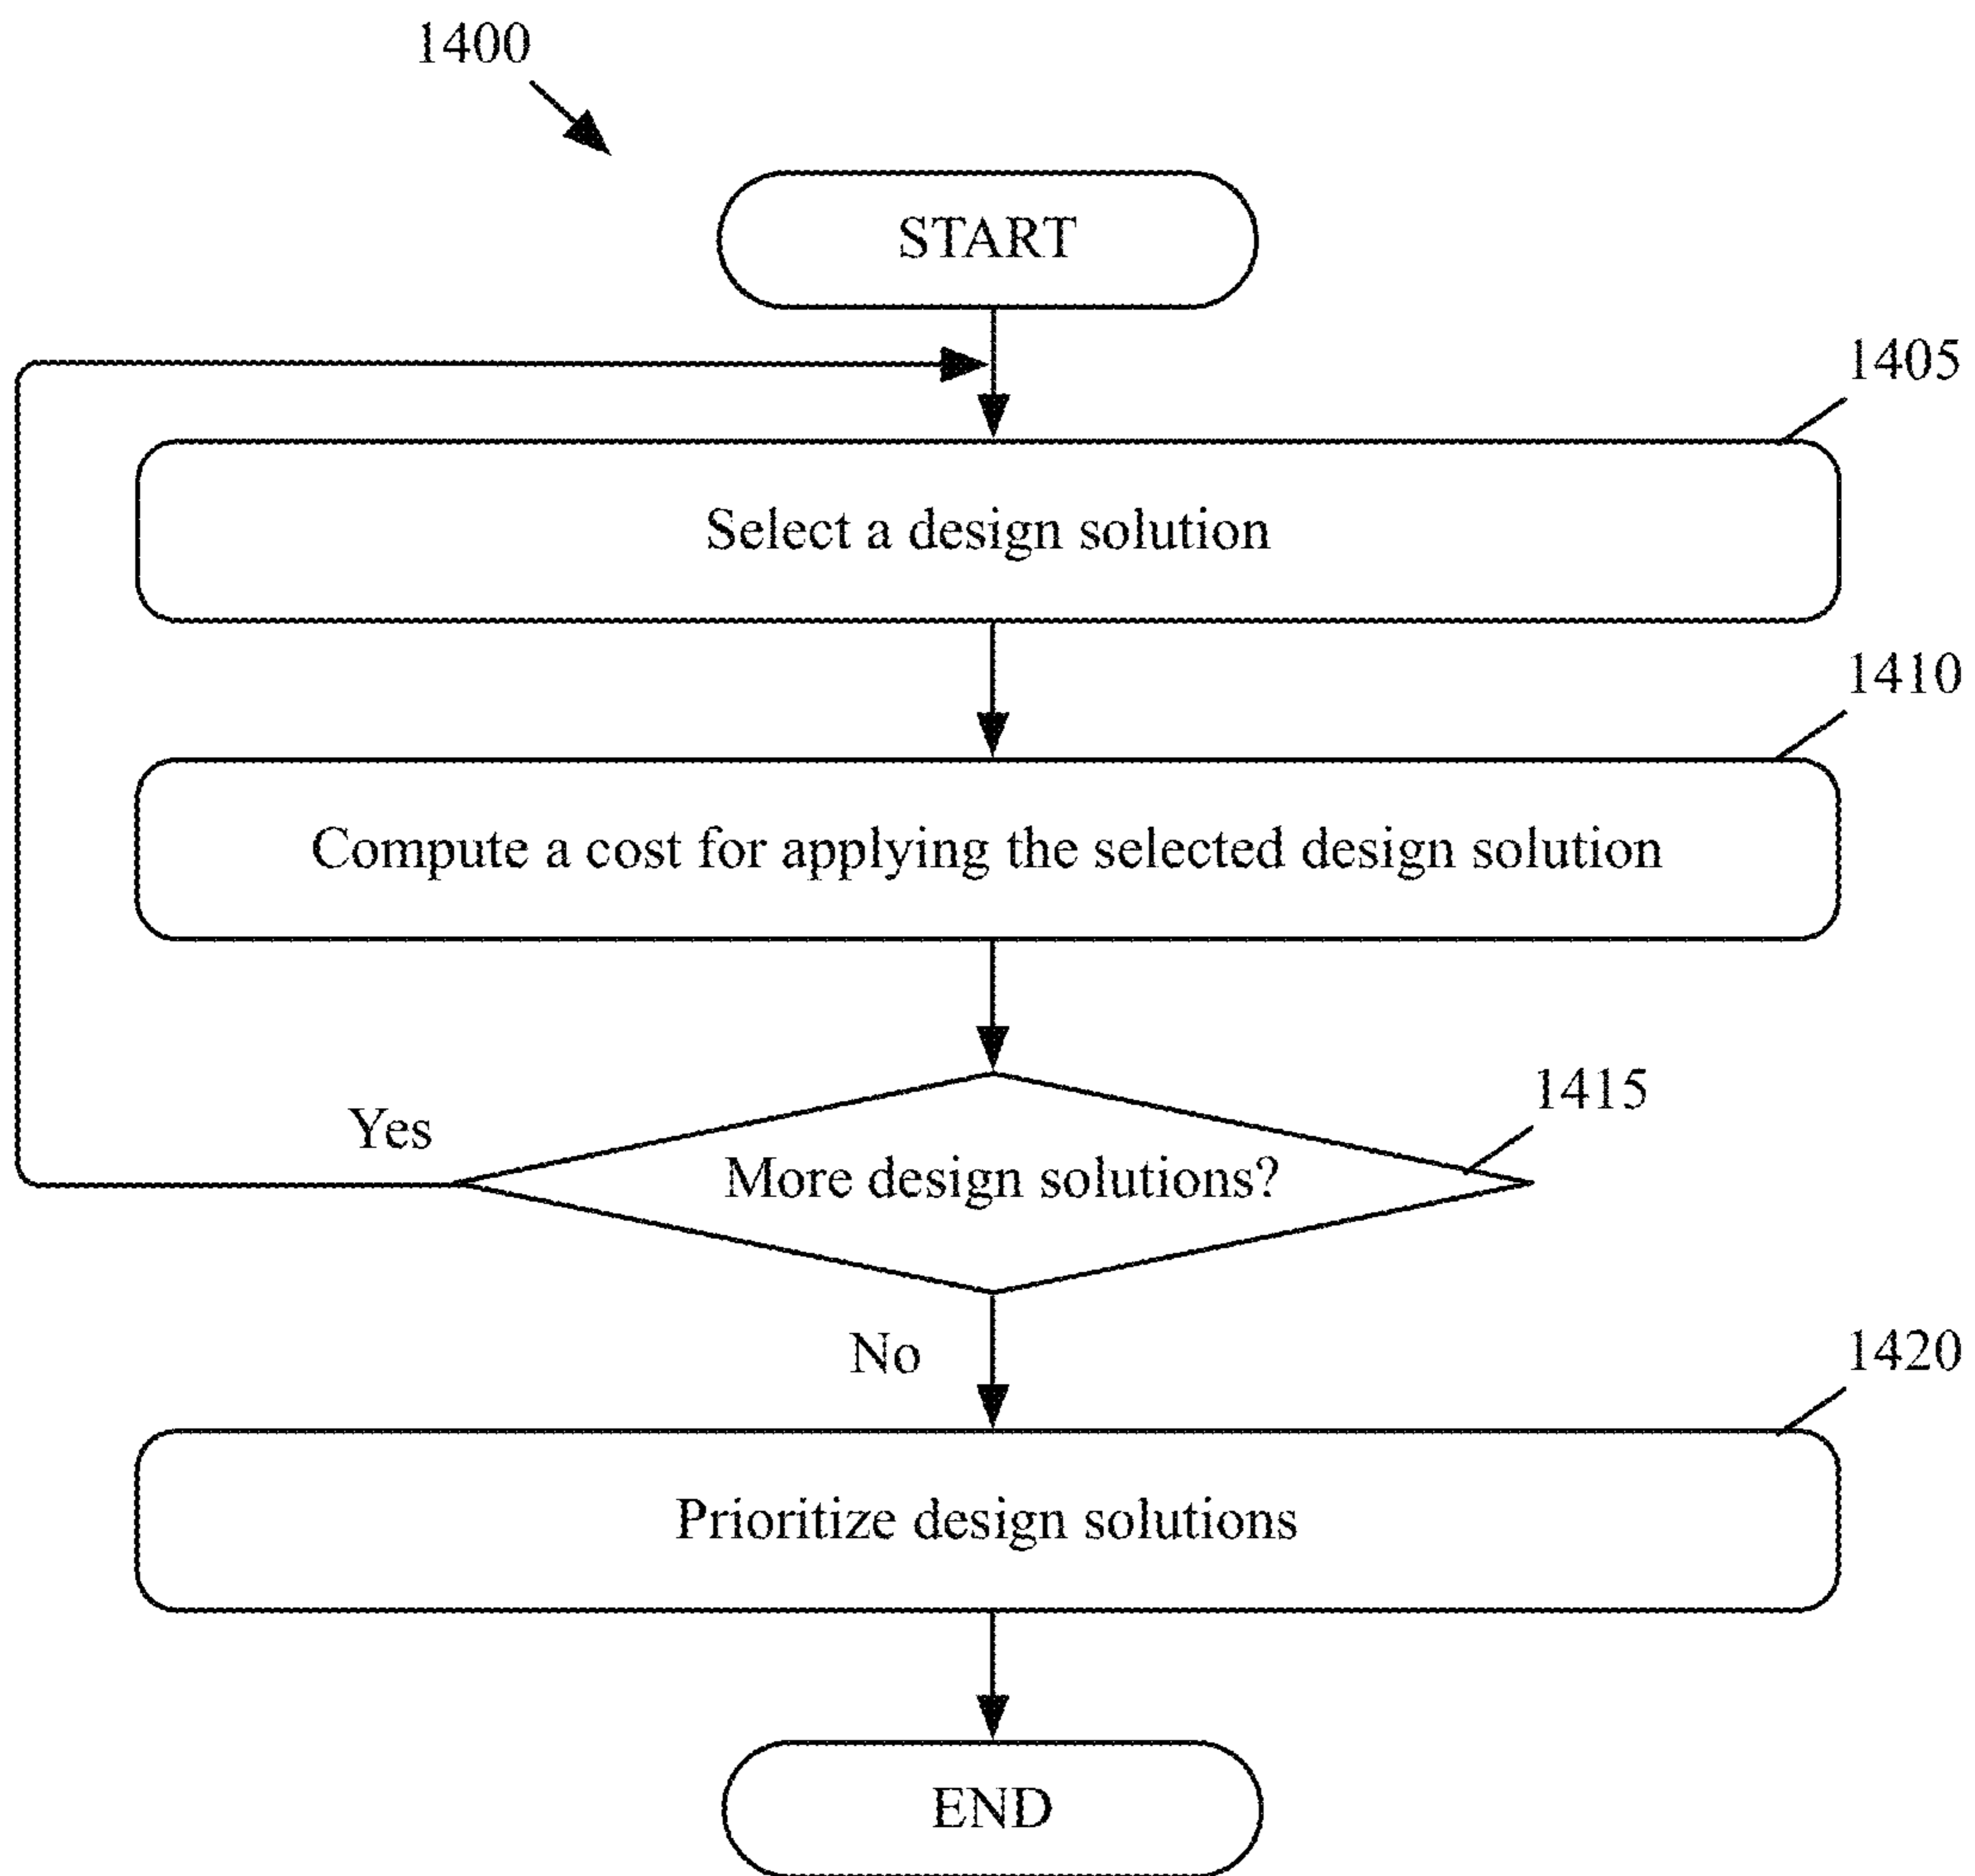 1400
START
1405
Select a design solution
1410
Compute a cost for applying the selected design solution
1415
Yes
More design solutions?
No
1420
Prioritize design solutions
END